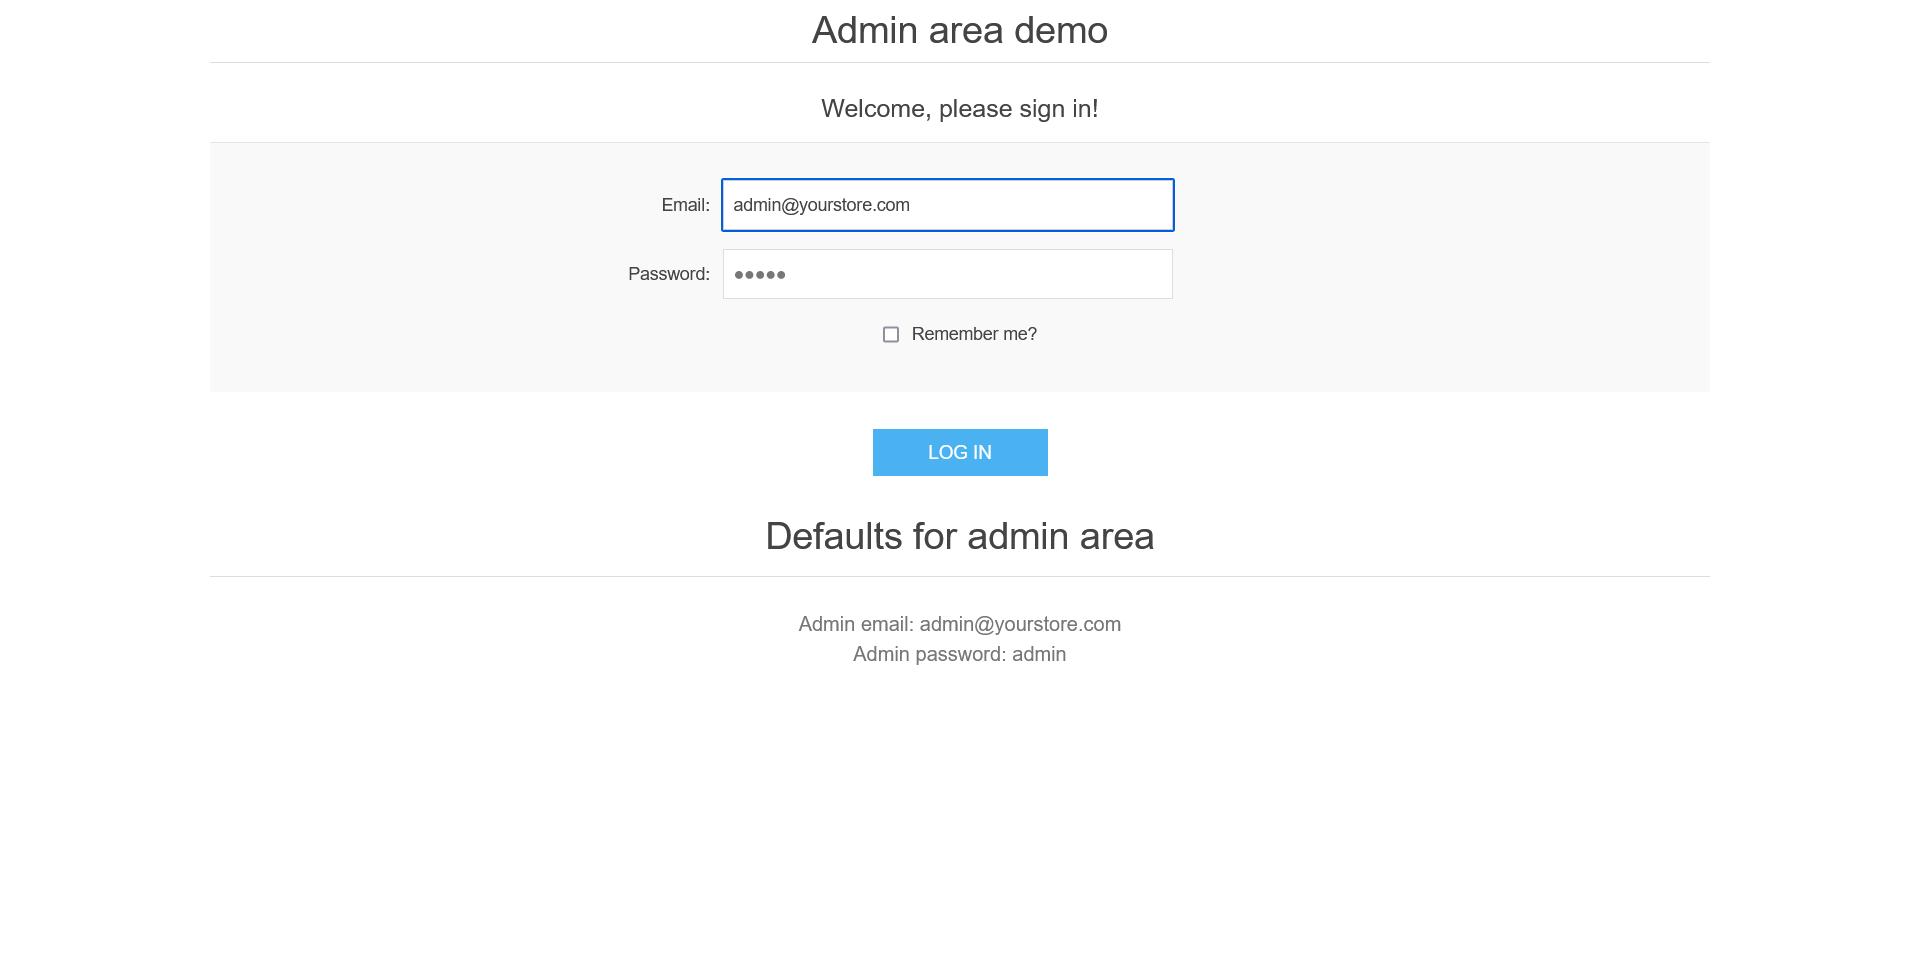 Admin area demo
Welcome, please sign in!
Email: admin@yourstore.com
Password: •••••
Remember me?
LOG IN
Defaults for admin area
Admin email: admin@yourstore.com
Admin password: admin